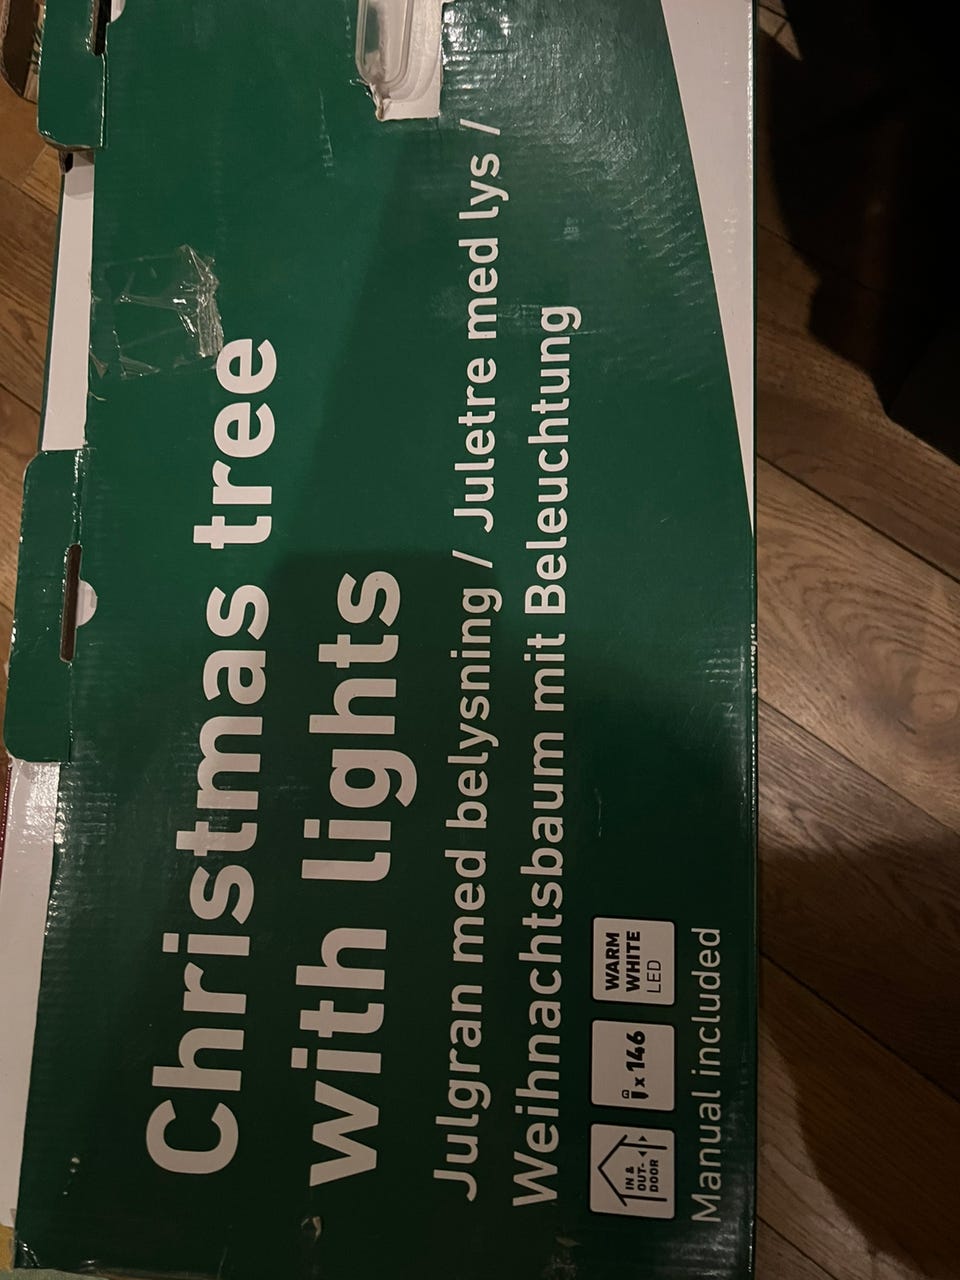 Christmas tree
with lights
Julgran med belysning / Juletre med lys /
Weihnachtsbaum mit Beleuchtung
IN &
OUT-
DOOR
x 146
WARM
WHITE
LED
Manual included